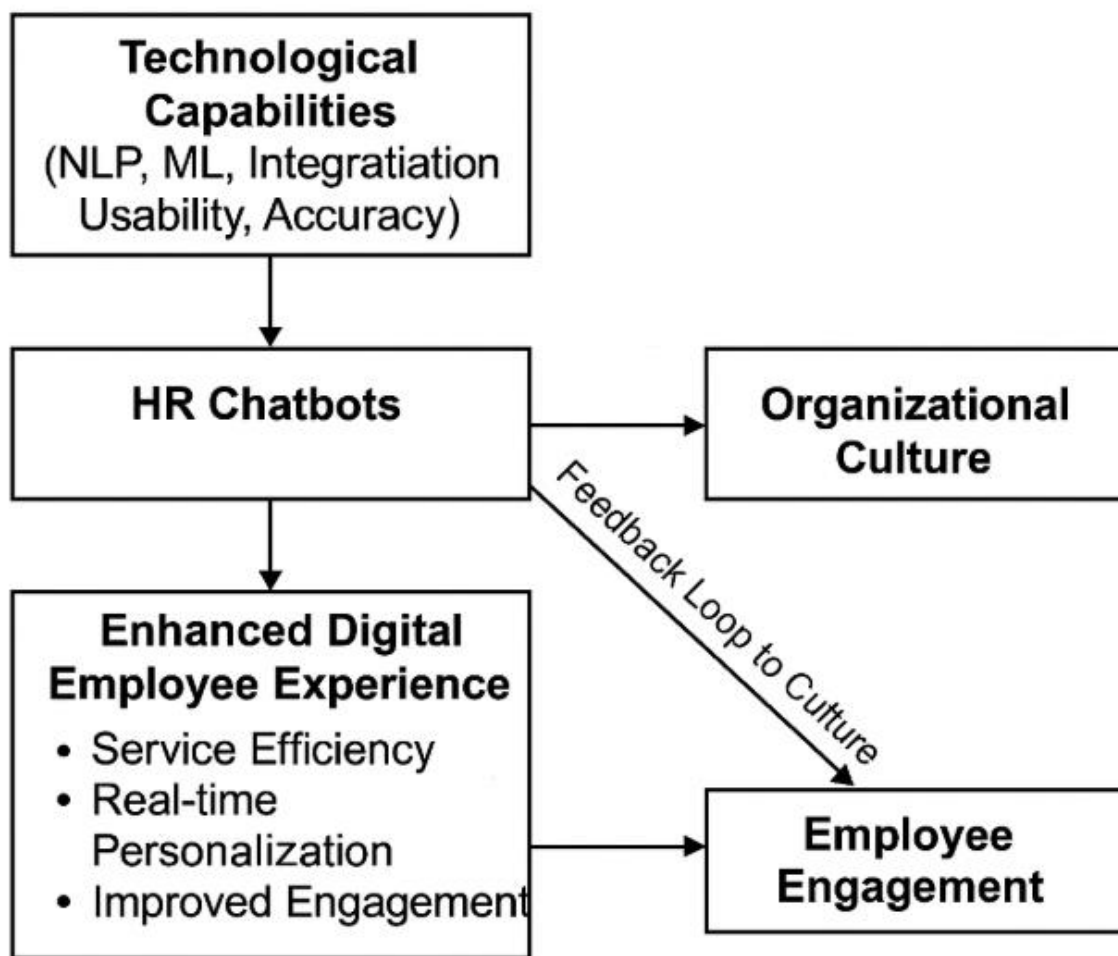 Technological
Capabilities
(NLP, ML, Integratiation
Usability, Accuracy)
HR Chatbots
Organizational
Culture
Feedback Loop to Culture
Enhanced Digital
Employee Experience
• Service Efficiency
• Real-time
Personalization
• Improved Engagement
Employee
Engagement